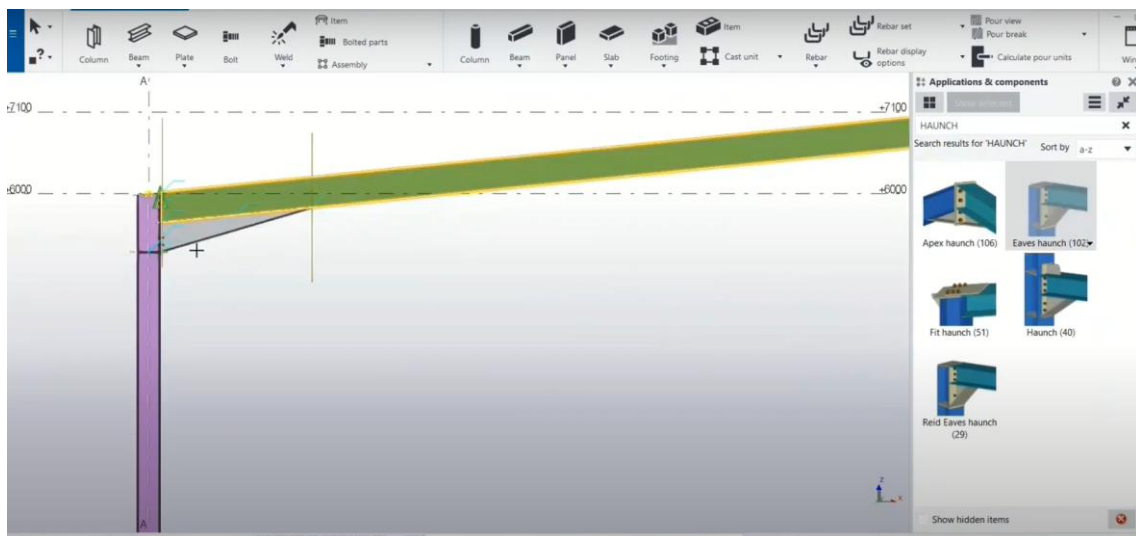 Item
Bolted parts
Assembly
Column
Beam
Plate
Bolt
Weld
Column
Beam
Panel
Slab
Footing
Item
Cast unit
Rebar
Rebar set
Rebar display
options
Pour view
Pour break
Calculate pour units
A
+7100
+7100
+6000
+6000
A
z
x
Applications & components
Show selected
HAUNCH
Search results for 'HAUNCH'
Sort by
a-z
Apex haunch (106)
Eaves haunch (102)
Fit haunch (51)
Haunch (40)
Reid Eaves haunch
(29)
Show hidden items